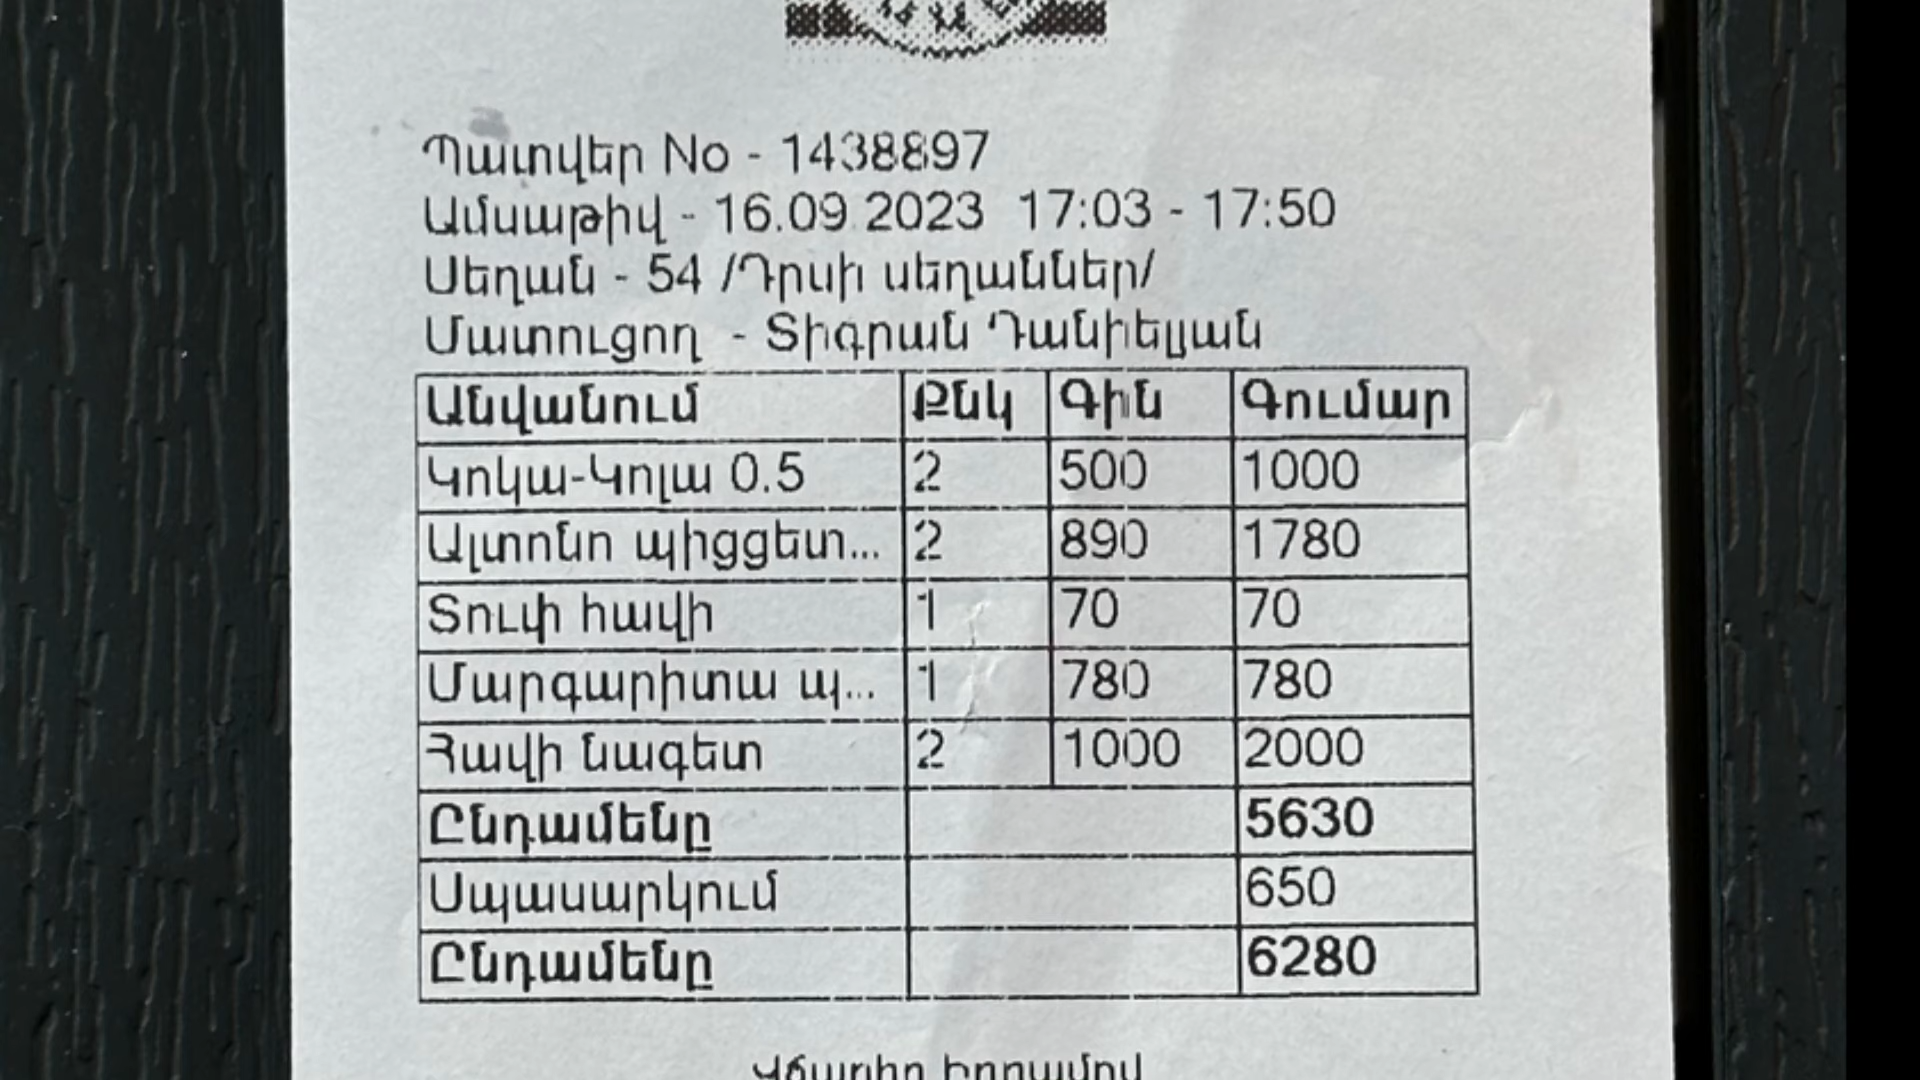 Պատվեր No - 1438897
Ամսաթիվ - 16.09.2023 17:03 - 17:50
Սեղան - 54 /Դրսի սեղաններ/
Մատուցող - Տիգրան Դանիելյան
Անվանում Քնկ Գին Գումար
Կոկա-Կոլա 0.5 2 500 1000
Ալտոնո պիցցետ... 2 890 1780
Տուփ հավի 1 70 70
Մարգարիտա պ... 1 780 780
Հավի նագետ 2 1000 2000
Ընդամենը 5630
Սպասարկում 650
Ընդամենը 6280